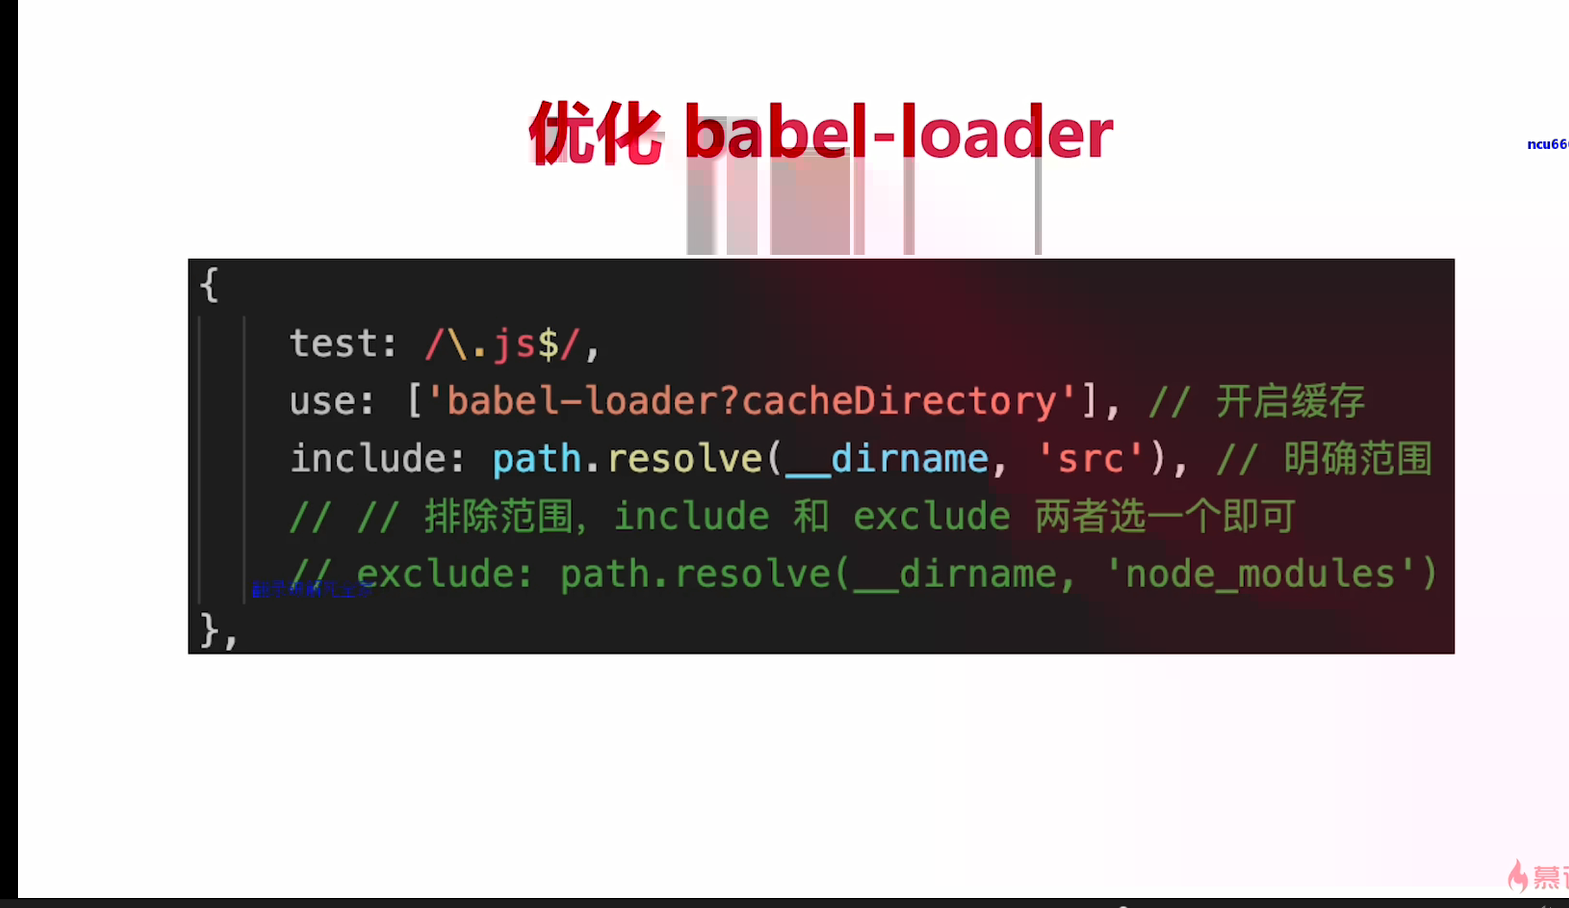 优化 babel-loader
ncu66
{
test: /\.js$/,
use: ['babel-loader?cacheDirectory'], // 开启缓存
include: path.resolve(__dirname, 'src'), // 明确范围
// // 排除范围，include 和 exclude 两者选一个即可
// exclude: path.resolve(__dirname, 'node_modules')
},
慕